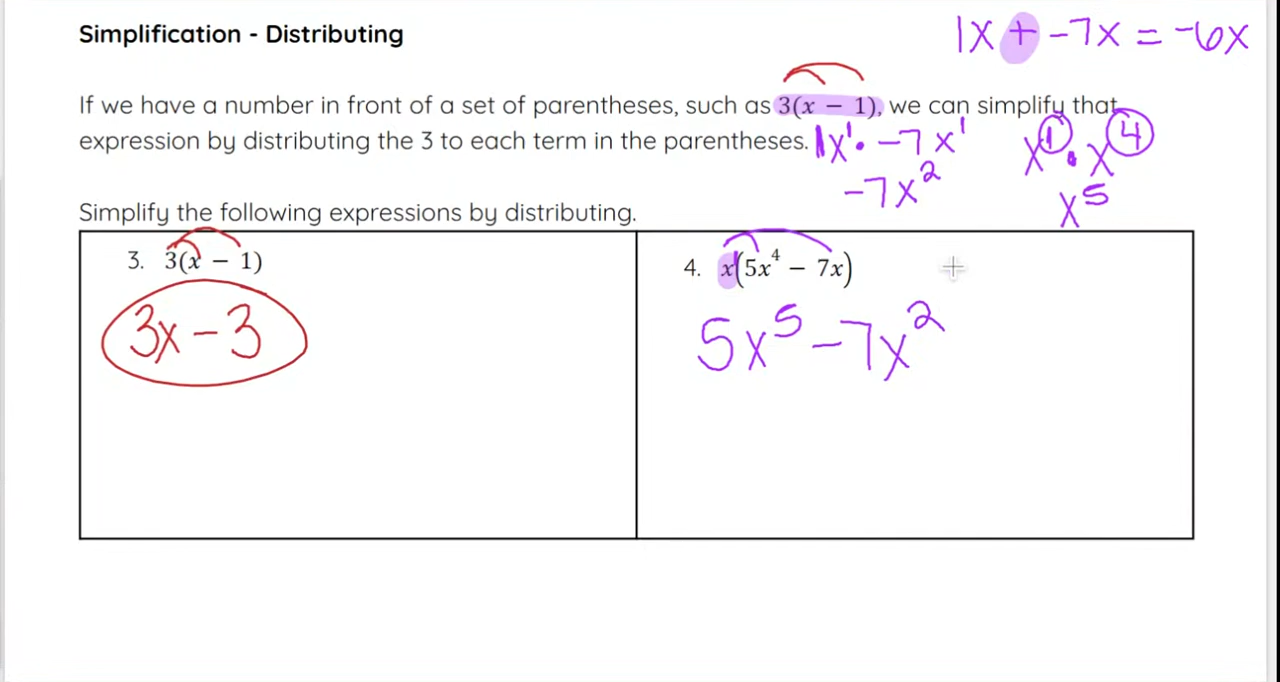 Simplification - Distributing
1x + -7x = -6x
If we have a number in front of a set of parentheses, such as 3(x − 1), we can simplify that
expression by distributing the 3 to each term in the parentheses.
1x¹ • -7x¹
-7x²
x¹ • x⁴
x⁵
Simplify the following expressions by distributing.
3. 3(x − 1)
3x - 3
4. x(5x⁴ − 7x)
5x⁵ - 7x²